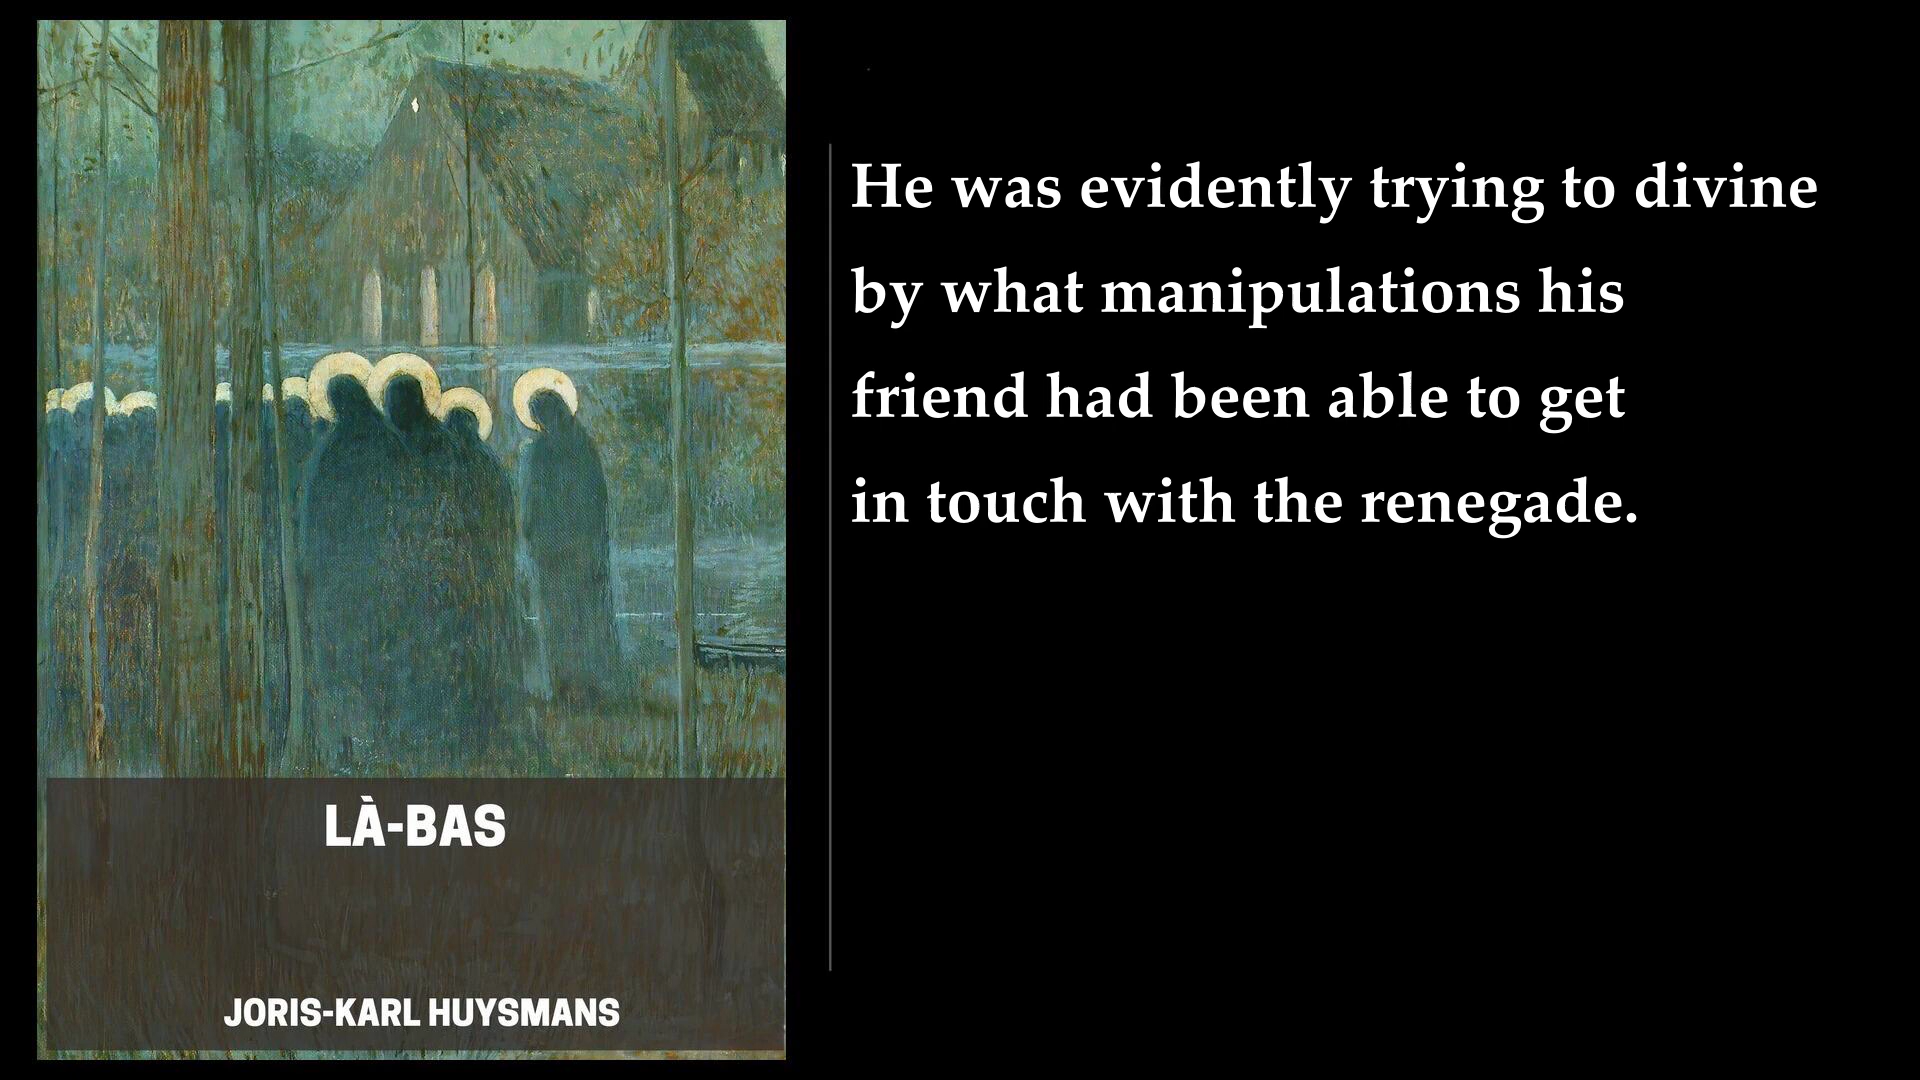 LÀ-BAS
JORIS-KARL HUYSMANS
He was evidently trying to divine
by what manipulations his
friend had been able to get
in touch with the renegade.